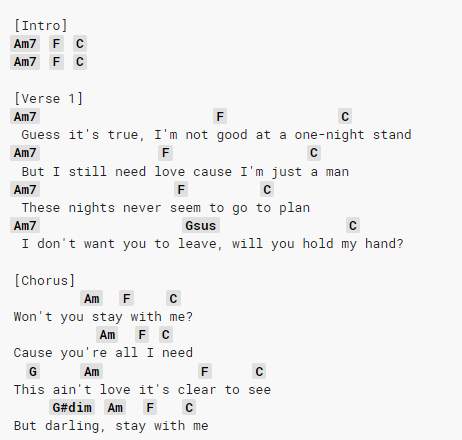 [Intro]
Am7 F C
Am7 F C
[Verse 1]
Am7 F C
Guess it's true, I'm not good at a one-night stand
Am7 F C
But I still need love cause I'm just a man
Am7 F C
These nights never seem to go to plan
Am7 Gsus C
I don't want you to leave, will you hold my hand?
[Chorus]
Am F C
Won't you stay with me?
Am F C
Cause you're all I need
G Am F C
This ain't love it's clear to see
G#dim Am F C
But darling, stay with me